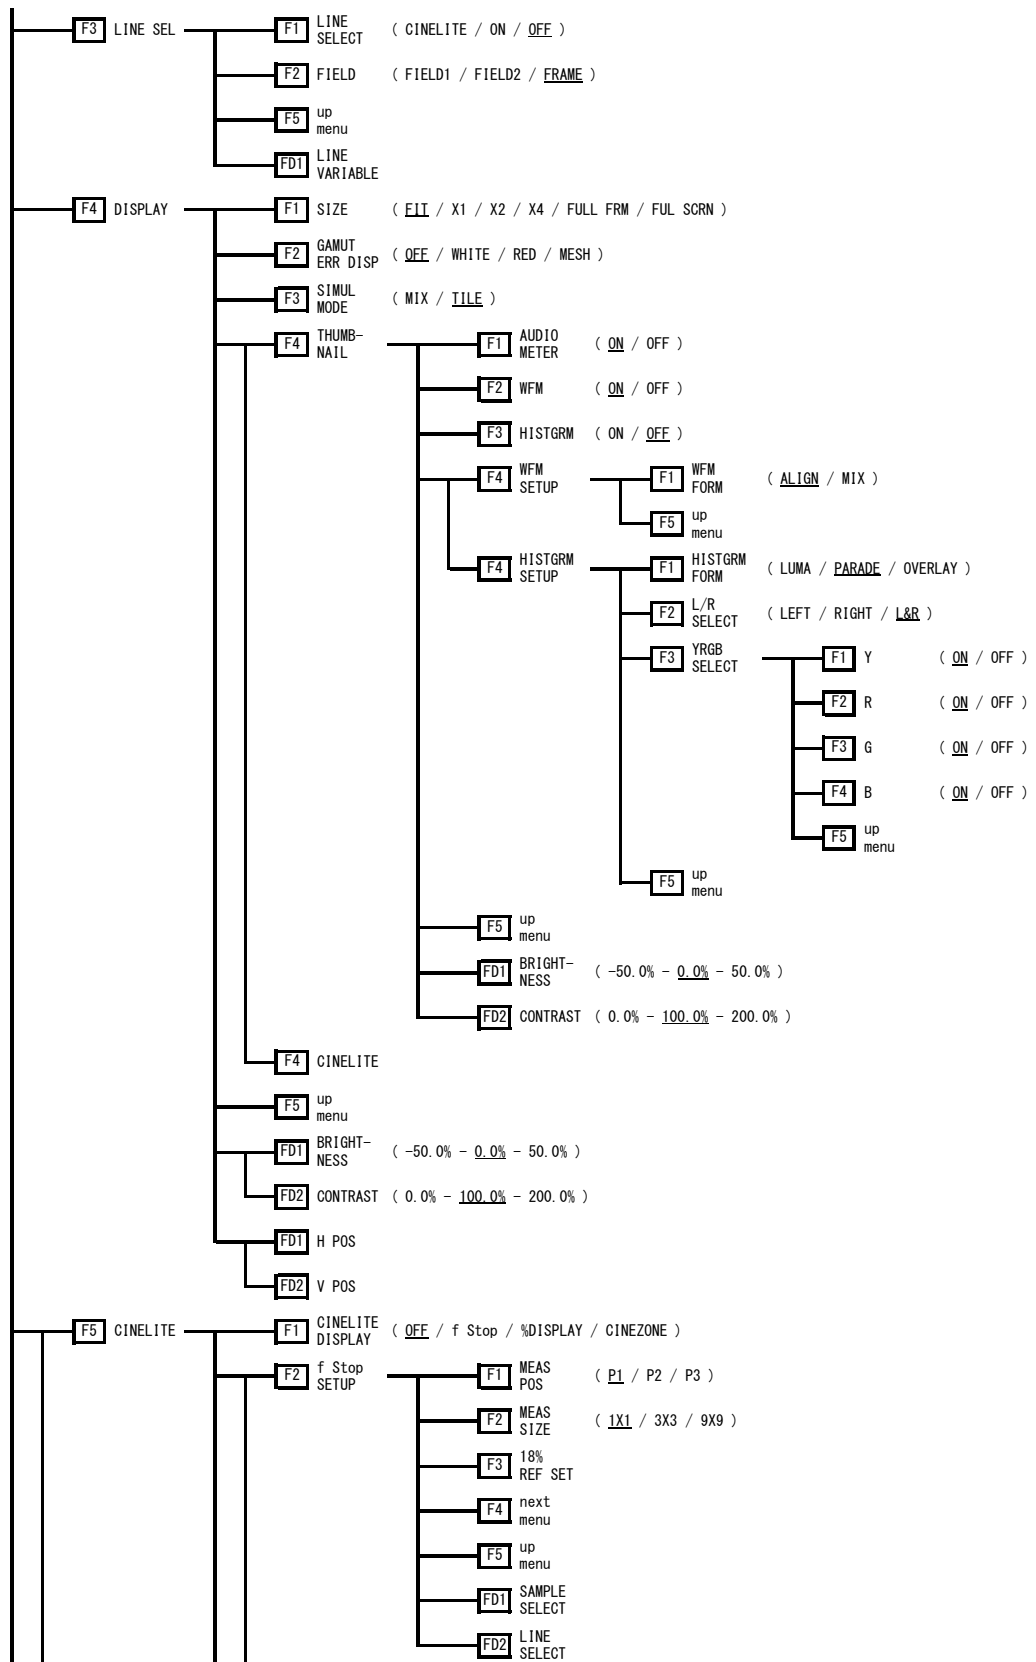 F3 LINE SEL F1 LINE SELECT ( CINELITE / ON / OFF )
F2 FIELD ( FIELD1 / FIELD2 / FRAME )
F5 up menu
FD1 LINE VARIABLE
F4 DISPLAY F1 SIZE ( FIT / X1 / X2 / X4 / FULL FRM / FUL SCRN )
F2 GAMUT ERR DISP ( OFF / WHITE / RED / MESH )
F3 SIMUL MODE ( MIX / TILE )
F4 THUMB-NAIL F1 AUDIO METER ( ON / OFF )
F2 WFM ( ON / OFF )
F3 HISTGRM ( ON / OFF )
F4 WFM SETUP F1 WFM FORM ( ALIGN / MIX )
F5 up menu
F4 HISTGRM SETUP F1 HISTGRM FORM ( LUMA / PARADE / OVERLAY )
F2 L/R SELECT ( LEFT / RIGHT / L&R )
F3 YRGB SELECT F1 Y ( ON / OFF )
F2 R ( ON / OFF )
F3 G ( ON / OFF )
F4 B ( ON / OFF )
F5 up menu
F5 up menu
F5 up menu
FD1 BRIGHT-NESS ( -50.0% - 0.0% - 50.0% )
FD2 CONTRAST ( 0.0% - 100.0% - 200.0% )
F4 CINELITE
F5 up menu
FD1 BRIGHT-NESS ( -50.0% - 0.0% - 50.0% )
FD2 CONTRAST ( 0.0% - 100.0% - 200.0% )
FD1 H POS
FD2 V POS
F5 CINELITE F1 CINELITE DISPLAY ( OFF / f Stop / %DISPLAY / CINEZONE )
F2 f Stop SETUP F1 MEAS POS ( P1 / P2 / P3 )
F2 MEAS SIZE ( 1X1 / 3X3 / 9X9 )
F3 18% REF SET
F4 next menu
F5 up menu
FD1 SAMPLE SELECT
FD2 LINE SELECT